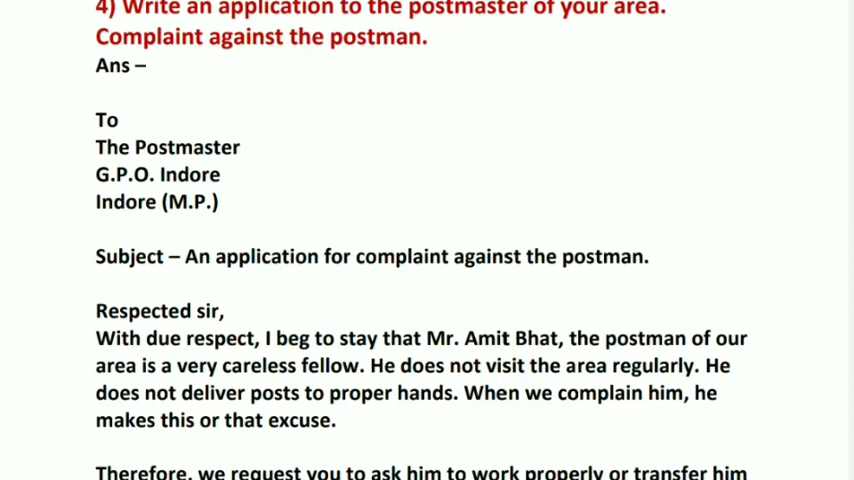 4) Write an application to the postmaster of your area.
Complaint against the postman.
Ans –
To
The Postmaster
G.P.O. Indore
Indore (M.P.)
Subject – An application for complaint against the postman.
Respected sir,
With due respect, I beg to stay that Mr. Amit Bhat, the postman of our
area is a very careless fellow. He does not visit the area regularly. He
does not deliver posts to proper hands. When we complain him, he
makes this or that excuse.
Therefore, we request you to ask him to work properly or transfer him